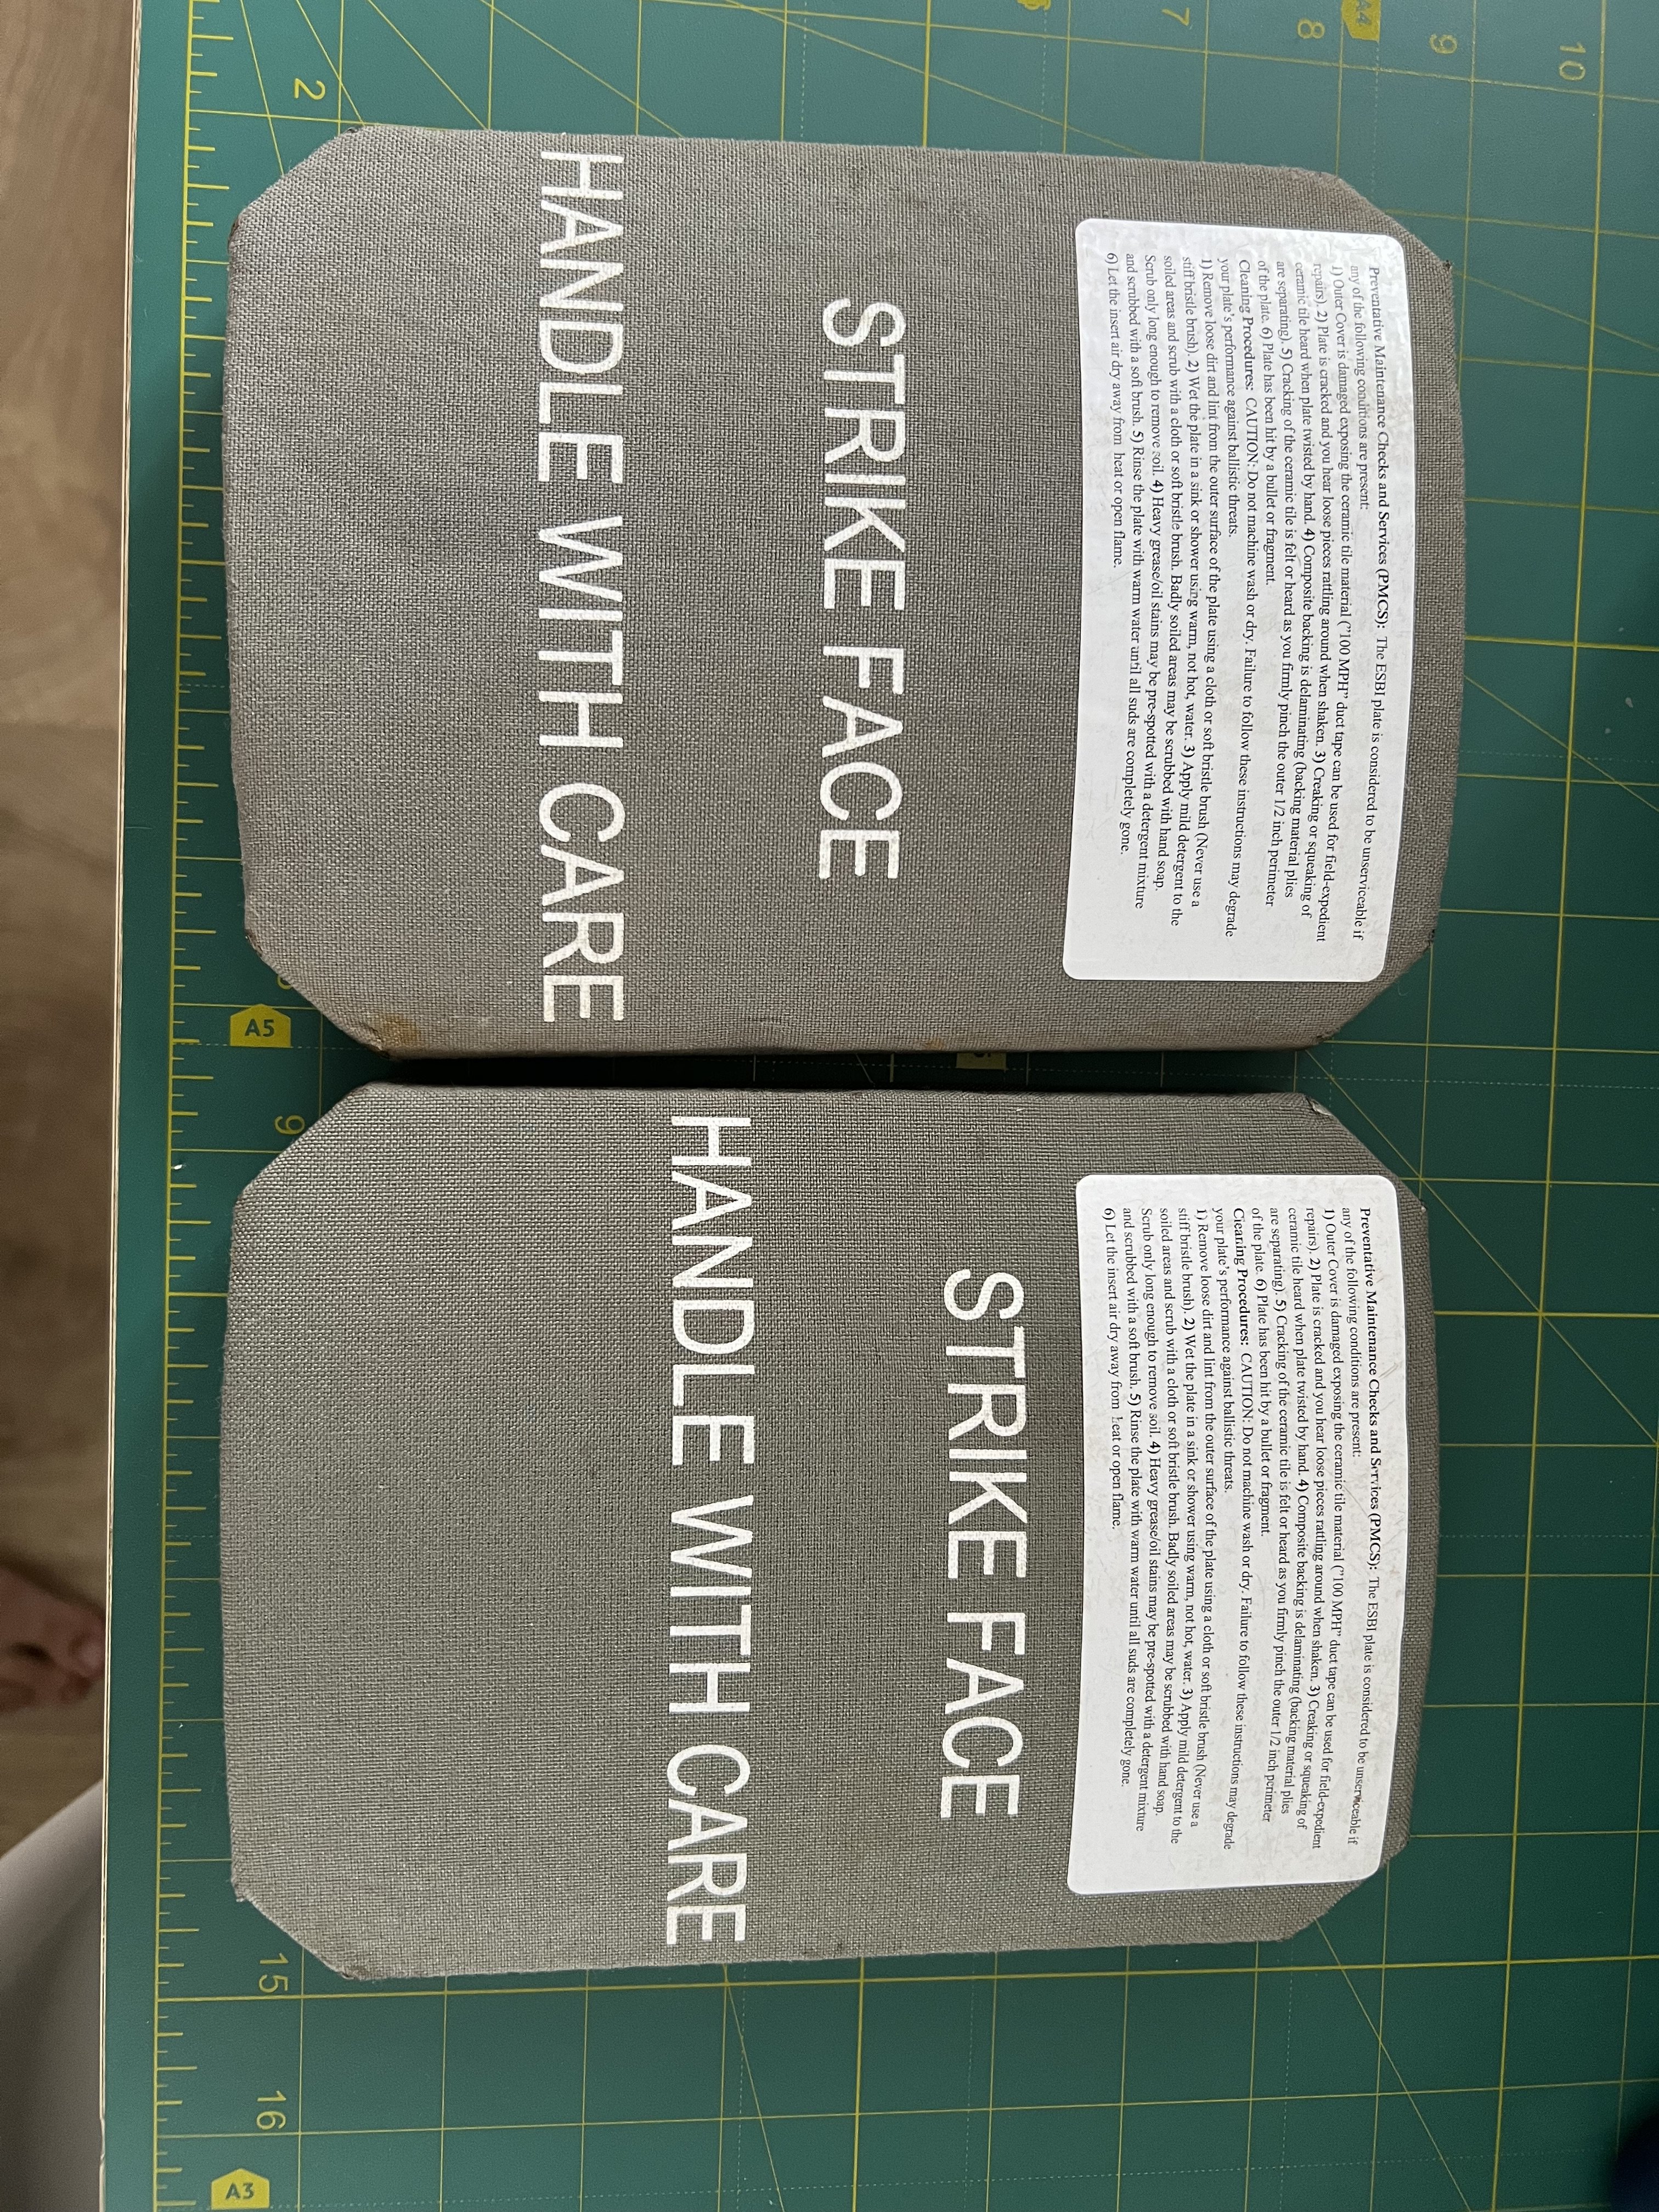 Preventative Maintenance Checks and Services (PMCS): The ESBI plate is considered to be unserviceable if
any of the following conditions are present:
1) Outer Cover is damaged exposing the ceramic tile material ("100 MPH" duct tape can be used for field-expedient
repairs). 2) Plate is cracked and you hear loose pieces rattling around when shaken. 3) Creaking or squeaking of
ceramic tile heard when plate twisted by hand. 4) Composite backing is delaminating (backing material plies
are separating). 5) Cracking of the ceramic tile is felt or heard as you firmly pinch the outer 1/2 inch perimeter
of the plate. 6) Plate has been hit by a bullet or fragment.
Cleaning Procedures: CAUTION: Do not machine wash or dry. Failure to follow these instructions may degrade
your plate's performance against ballistic threats.
1) Remove loose dirt and lint from the outer surface of the plate using a cloth or soft bristle brush (Never use a
stiff bristle brush). 2) Wet the plate in a sink or shower using warm, not hot, water. 3) Apply mild detergent to the
soiled areas and scrub with a cloth or soft bristle brush. Badly soiled areas may be scrubbed with hand soap.
Scrub only long enough to remove soil. 4) Heavy grease/oil stains may be pre-spotted with a detergent mixture
and scrubbed with a soft brush. 5) Rinse the plate with warm water until all suds are completely gone.
6) Let the insert air dry away from heat or open flame.
STRIKE FACE
HANDLE WITH CARE
Preventative Maintenance Checks and Services (PMCS): The ESBI plate is considered to be unserviceable if
any of the following conditions are present:
1) Outer Cover is damaged exposing the ceramic tile material ("100 MPH" duct tape can be used for field-expedient
repairs). 2) Plate is cracked and you hear loose pieces rattling around when shaken. 3) Creaking or squeaking of
ceramic tile heard when plate twisted by hand. 4) Composite backing is delaminating (backing material plies
are separating). 5) Cracking of the ceramic tile is felt or heard as you firmly pinch the outer 1/2 inch perimeter
of the plate. 6) Plate has been hit by a bullet or fragment.
Cleaning Procedures: CAUTION: Do not machine wash or dry. Failure to follow these instructions may degrade
your plate's performance against ballistic threats.
1) Remove loose dirt and lint from the outer surface of the plate using a cloth or soft bristle brush (Never use a
stiff bristle brush). 2) Wet the plate in a sink or shower using warm, not hot, water. 3) Apply mild detergent to the
soiled areas and scrub with a cloth or soft bristle brush. Badly soiled areas may be scrubbed with hand soap.
Scrub only long enough to remove soil. 4) Heavy grease/oil stains may be pre-spotted with a detergent mixture
and scrubbed with a soft brush. 5) Rinse the plate with warm water until all suds are completely gone.
6) Let the insert air dry away from heat or open flame.
STRIKE FACE
HANDLE WITH CARE
10
9
A4
8
7
2
A5
9
15
16
A3